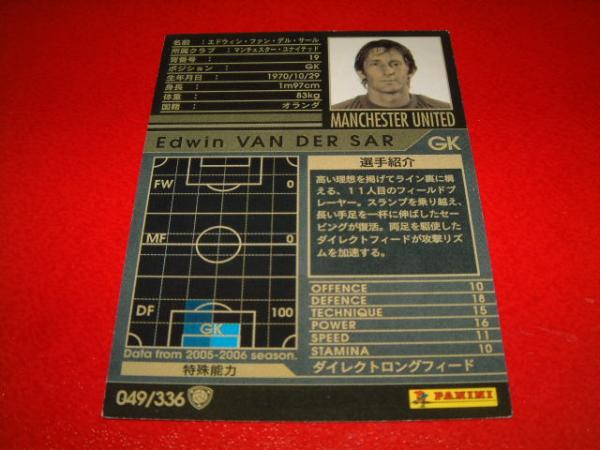 名前 : エドウィン・ファン・デル・サール
所属クラブ : マンチェスター・ユナイテッド
背番号 : 19
ポジション : GK
生年月日 : 1970/10/29
身長 : 1m97cm
体重 : 83kg
国籍 : オランダ
MANCHESTER UNITED
Edwin VAN DER SAR
GK
FW 0
MF 0
DF 100
GK
Data from 2005-2006 season.
選手紹介
高い理想を掲げてライン裏に構
える、11人目のフィールドプ
レーヤー。スランプを乗り越え、
長い手足を一杯に伸ばしたセー
ビングが復活。両足を駆使した
ダイレクトフィードが攻撃リズ
ムを加速する。
OFFENCE 10
DEFENCE 18
TECHNIQUE 15
POWER 16
SPEED 11
STAMINA 10
特殊能力
ダイレクトロングフィード
049/336
PANINI